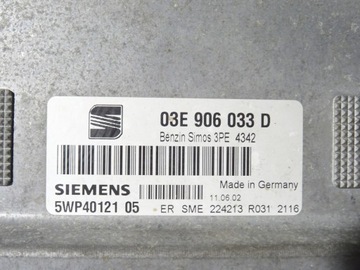 03E 906 033 D
Benzin Simos 3PE 4342
SIEMENS
Made in Germany
11.06.02
5WP40121 05
ER SME 224213 R031 2116